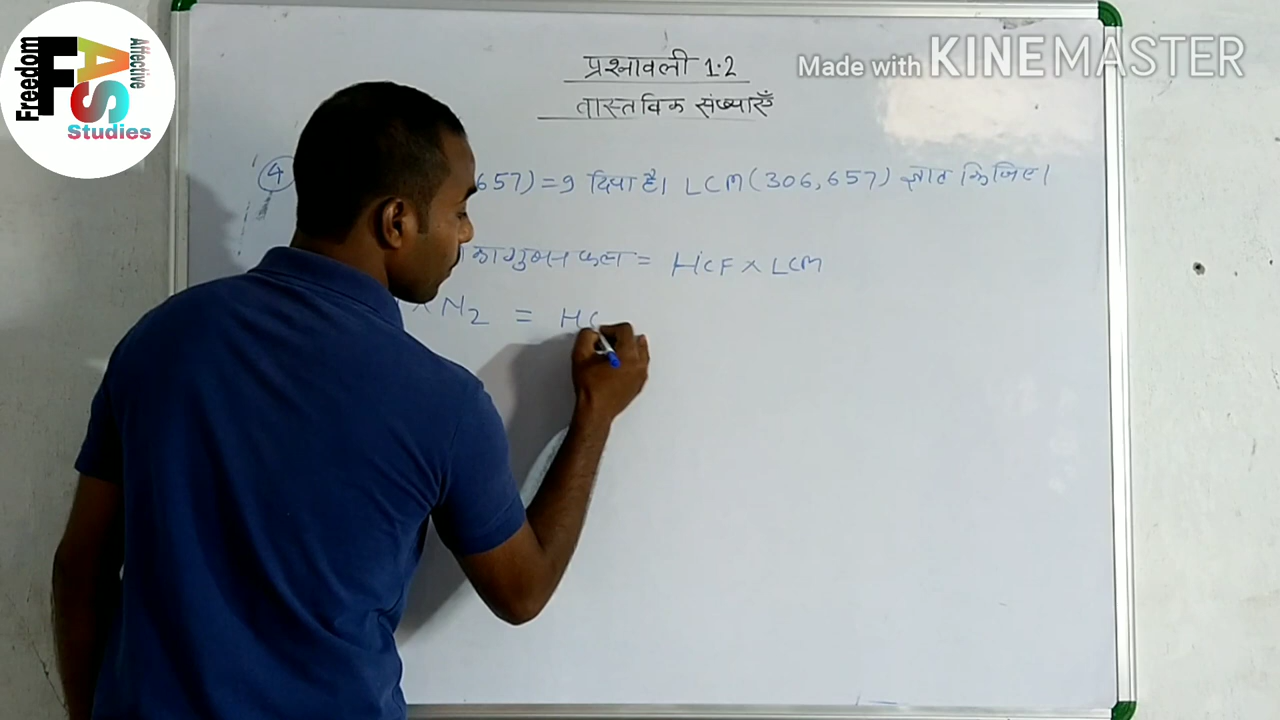 Freedom
FAS
Affective
Studies
Made with KINEMASTER
प्रश्नावली 1.2
वास्तविक संख्याएँ
4 657) = 9 दिया है। LCM (306, 657) ज्ञात किजिए।
का गुणनफल = HCF × LCM
× N2 = HC